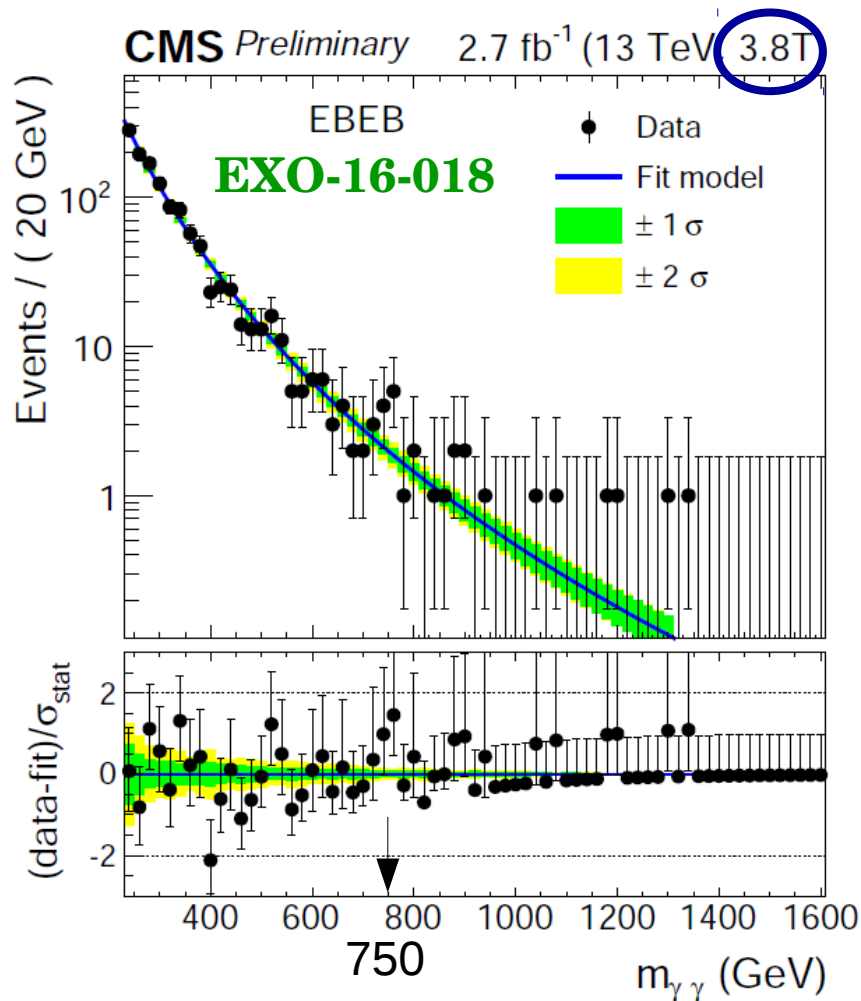 CMS Preliminary 2.7 fb⁻¹ (13 TeV, 3.8T)
EBEB
EXO-16-018
Data
Fit model
± 1 σ
± 2 σ
Events / ( 20 GeV )
10²
10
1
(data-fit)/σ_stat
2
0
-2
400 600 800 1000 1200 1400 1600
750
m_γγ (GeV)